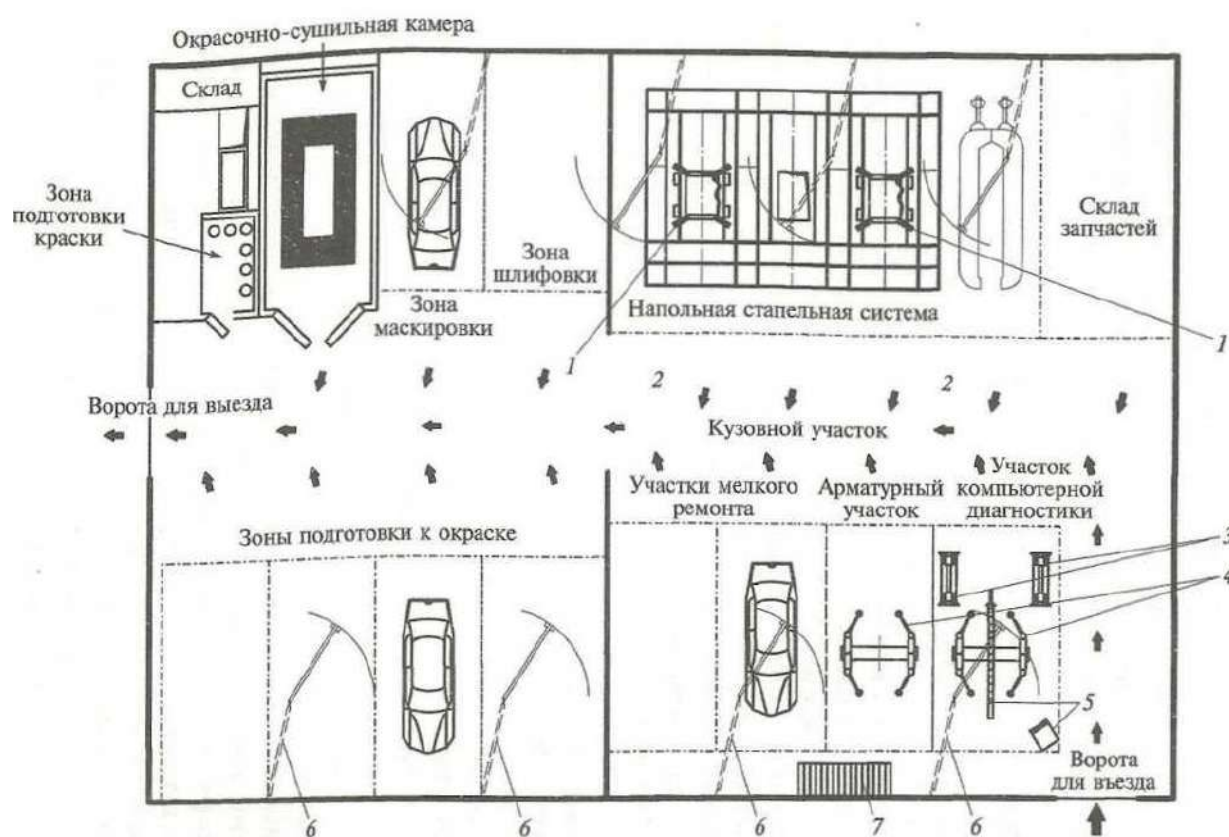 Окрасочно-сушильная камера
Склад
Зона
подготовки
краски
Зона
шлифовки
Зона
маскировки
Напольная стапельная система
Склад
запчастей
1
1
2
2
Ворота для выезда
Кузовной участок
Участки мелкого
ремонта
Арматурный
участок
Участок
компьютерной
диагностики
Зоны подготовки к окраске
3
4
5
Ворота
для въезда
6
6
6
7
6